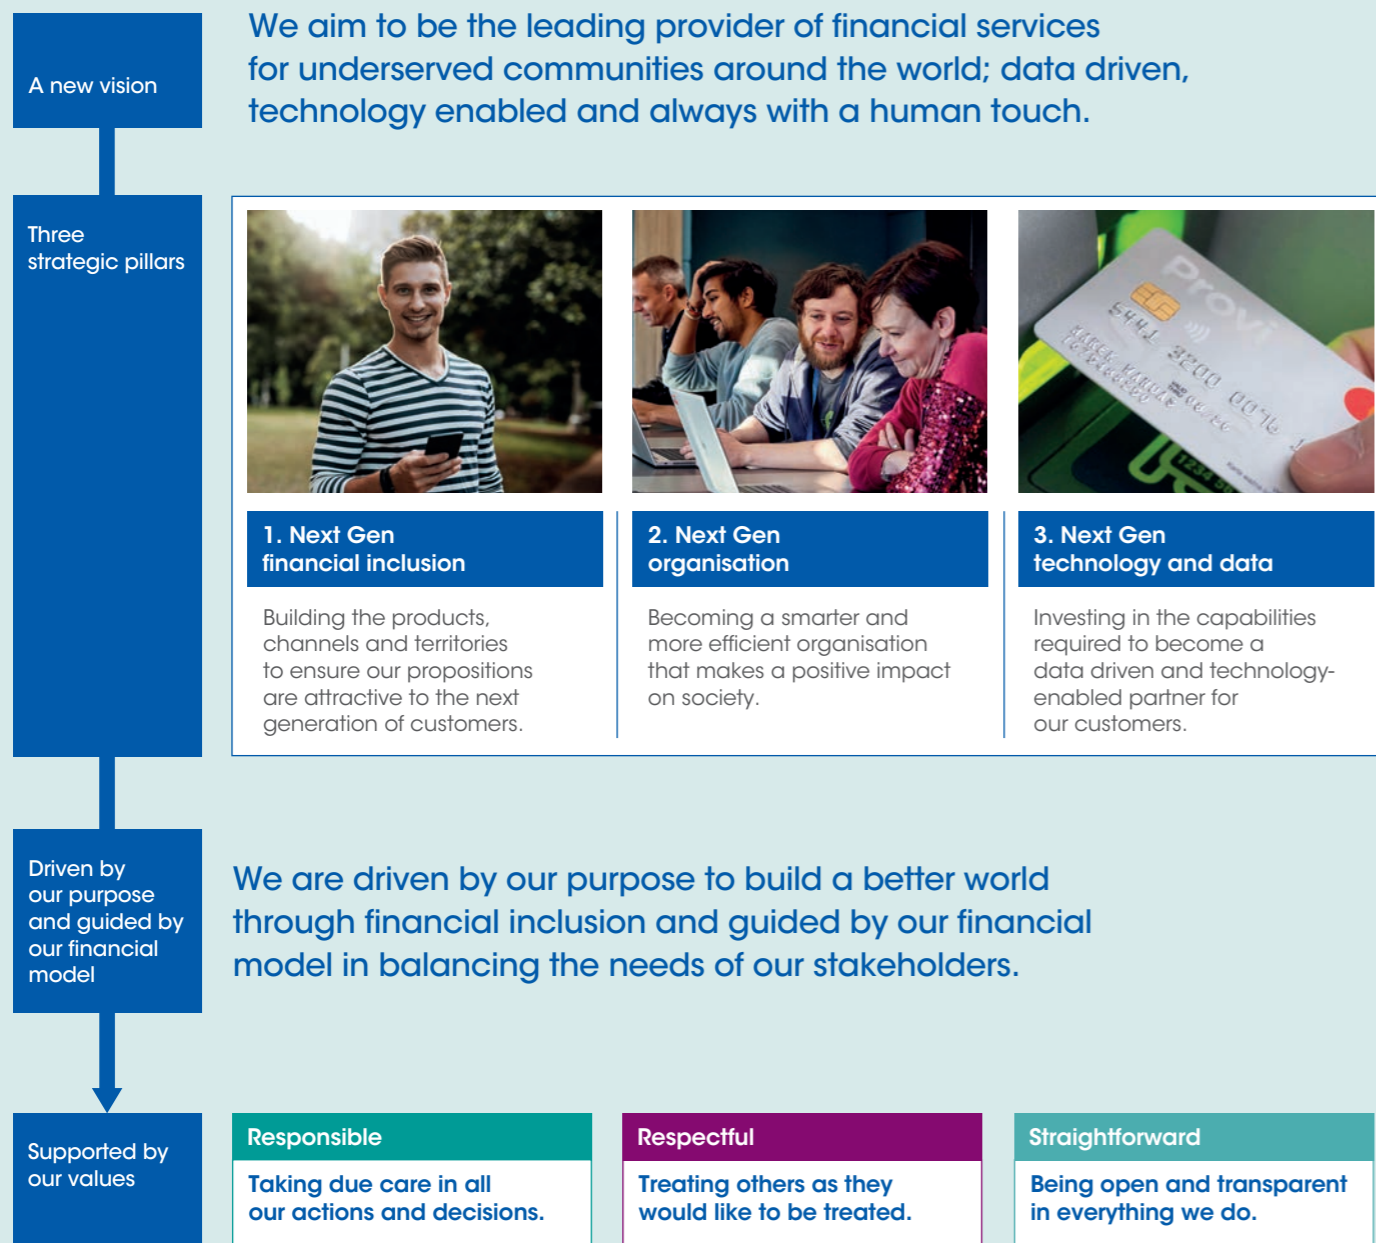 A new vision
We aim to be the leading provider of financial services
for underserved communities around the world; data driven,
technology enabled and always with a human touch.
Three
strategic pillars
Provi
5441 3200 0076 1
1. Next Gen
financial inclusion
Building the products,
channels and territories
to ensure our propositions
are attractive to the next
generation of customers.
2. Next Gen
organisation
Becoming a smarter and
more efficient organisation
that makes a positive impact
on society.
3. Next Gen
technology and data
Investing in the capabilities
required to become a
data driven and technology-
enabled partner for
our customers.
Driven by
our purpose
and guided by
our financial
model
We are driven by our purpose to build a better world
through financial inclusion and guided by our financial
model in balancing the needs of our stakeholders.
Supported by
our values
Responsible
Taking due care in all
our actions and decisions.
Respectful
Treating others as they
would like to be treated.
Straightforward
Being open and transparent
in everything we do.